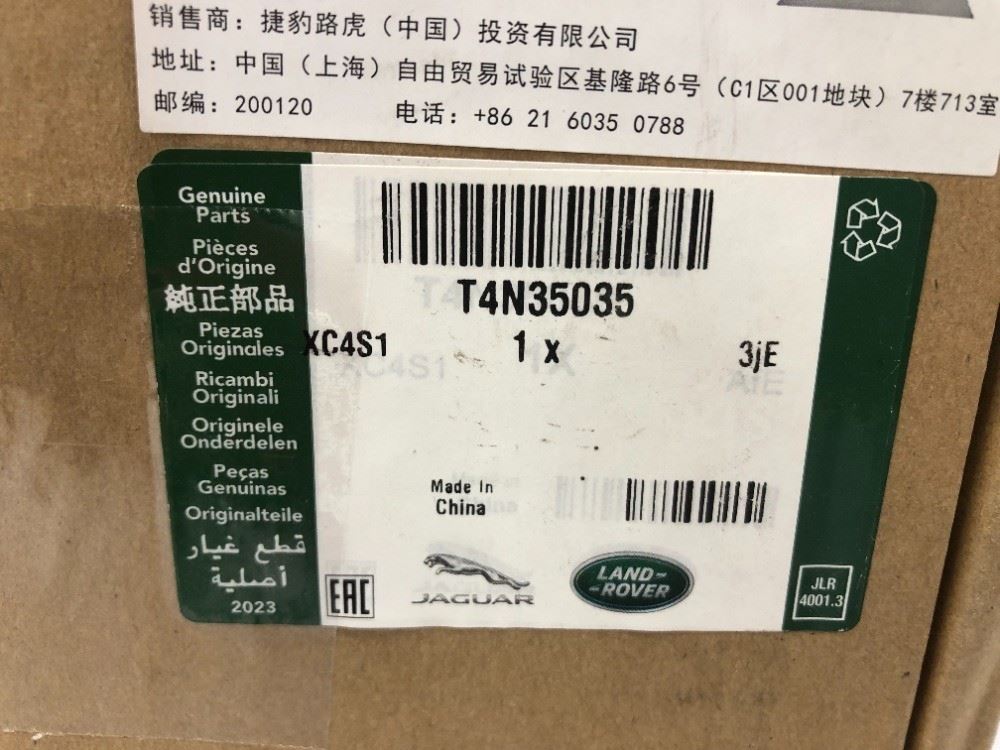 销售商：捷豹路虎（中国）投资有限公司
地址：中国（上海）自由贸易试验区基隆路6号（C1区001地块）7楼713室
邮编：200120 电话：+86 21 6035 0788
Genuine
Parts
Pièces
d'Origine
純正部品
Piezas
Originales
Ricambi
Originali
Originele
Onderdelen
Peças
Genuinas
Originalteile
قطع غيار
أصلية
2023
T4N35035
XC4S1 1 x 3jE
Made In
China
EAC
JAGUAR
LAND-
-ROVER
JLR
4001.3